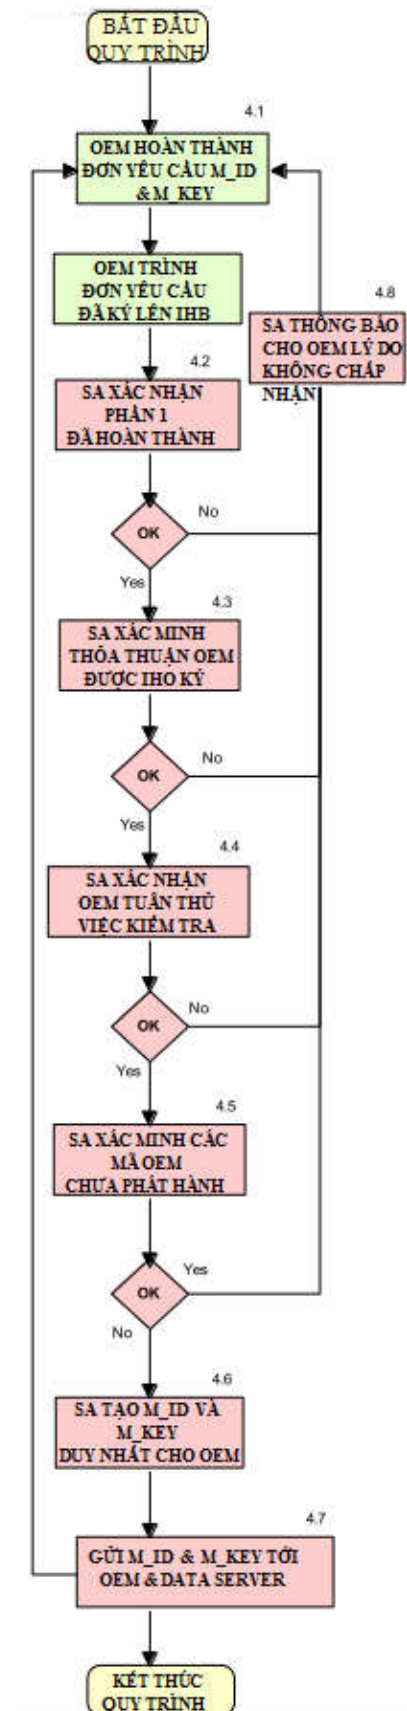 BẮT ĐẦU
QUY TRÌNH
4.1
OEM HOÀN THÀNH
ĐƠN YÊU CẦU M_ID
& M_KEY
OEM TRÌNH
ĐƠN YÊU CẦU
ĐÃ KÝ LÊN IHB
4.8
SA THÔNG BÁO
CHO OEM LÝ DO
KHÔNG CHẤP
NHẬN
4.2
SA XÁC NHẬN
PHẦN 1
ĐÃ HOÀN THÀNH
OK
No
Yes
4.3
SA XÁC MINH
THỎA THUẬN OEM
ĐƯỢC IHO KÝ
OK
No
Yes
4.4
SA XÁC NHẬN
OEM TUÂN THỦ
VIỆC KIỂM TRA
OK
No
Yes
4.5
SA XÁC MINH CÁC
MÃ OEM
CHƯA PHÁT HÀNH
OK
Yes
No
4.6
SA TẠO M_ID VÀ
M_KEY
DUY NHẤT CHO OEM
4.7
GỬI M_ID & M_KEY TỚI
OEM & DATA SERVER
KẾT THÚC
QUY TRÌNH